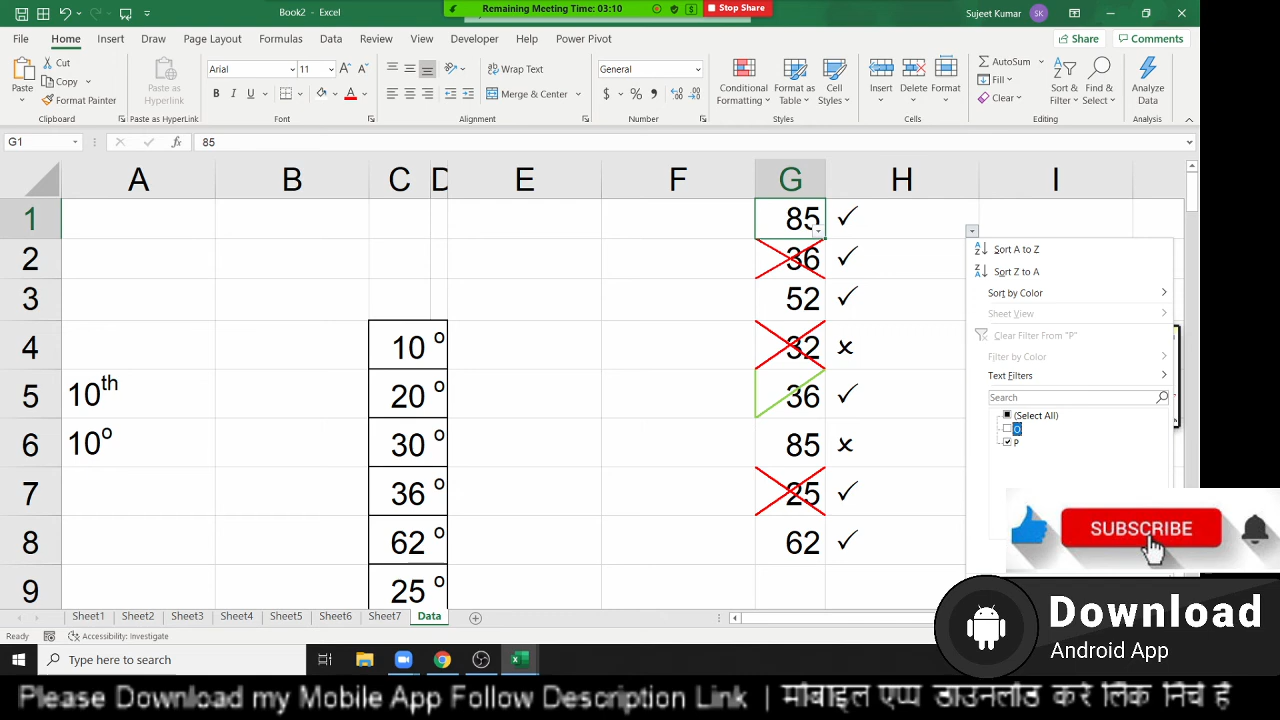 Remaining Meeting Time: 03:10
Stop Share
Book2 - Excel
Sujeet Kumar
SK
File Home Insert Draw Page Layout Formulas Data Review View Developer Help Power Pivot
Share
Comments
Paste
Cut
Copy
Format Painter
Clipboard
Paste as Hyperlink
Paste as HyperLink
Arial
11
B I U
Font
Wrap Text
Merge & Center
Alignment
General
Number
Conditional Formatting
Format as Table
Cell Styles
Styles
Insert
Delete
Format
Cells
AutoSum
Fill
Clear
Sort & Filter
Find & Select
Editing
Analyze Data
Analysis
G1
fx
85
A B C D E F G H I
1 85 ✓
2 36 ✓
3 52 ✓
4 10 º 32 ✗
5 10th 20 º 36 ✓
6 10º 30 º 85 ✗
7 36 º 25 ✓
8 62 º 62 ✓
9 25 º
Sort A to Z
Sort Z to A
Sort by Color
Sheet View
Clear Filter From "P"
Filter by Color
Text Filters
Search
(Select All)
O
P
SUBSCRIBE
Download
Android App
Sheet1 Sheet2 Sheet3 Sheet4 Sheet5 Sheet6 Sheet7 Data
Ready
Accessibility: Investigate
Type here to search
Please Download my Mobile App Follow Description Link | मोबाइल एप्प डाउनलोड करे लिंक निचे हैं